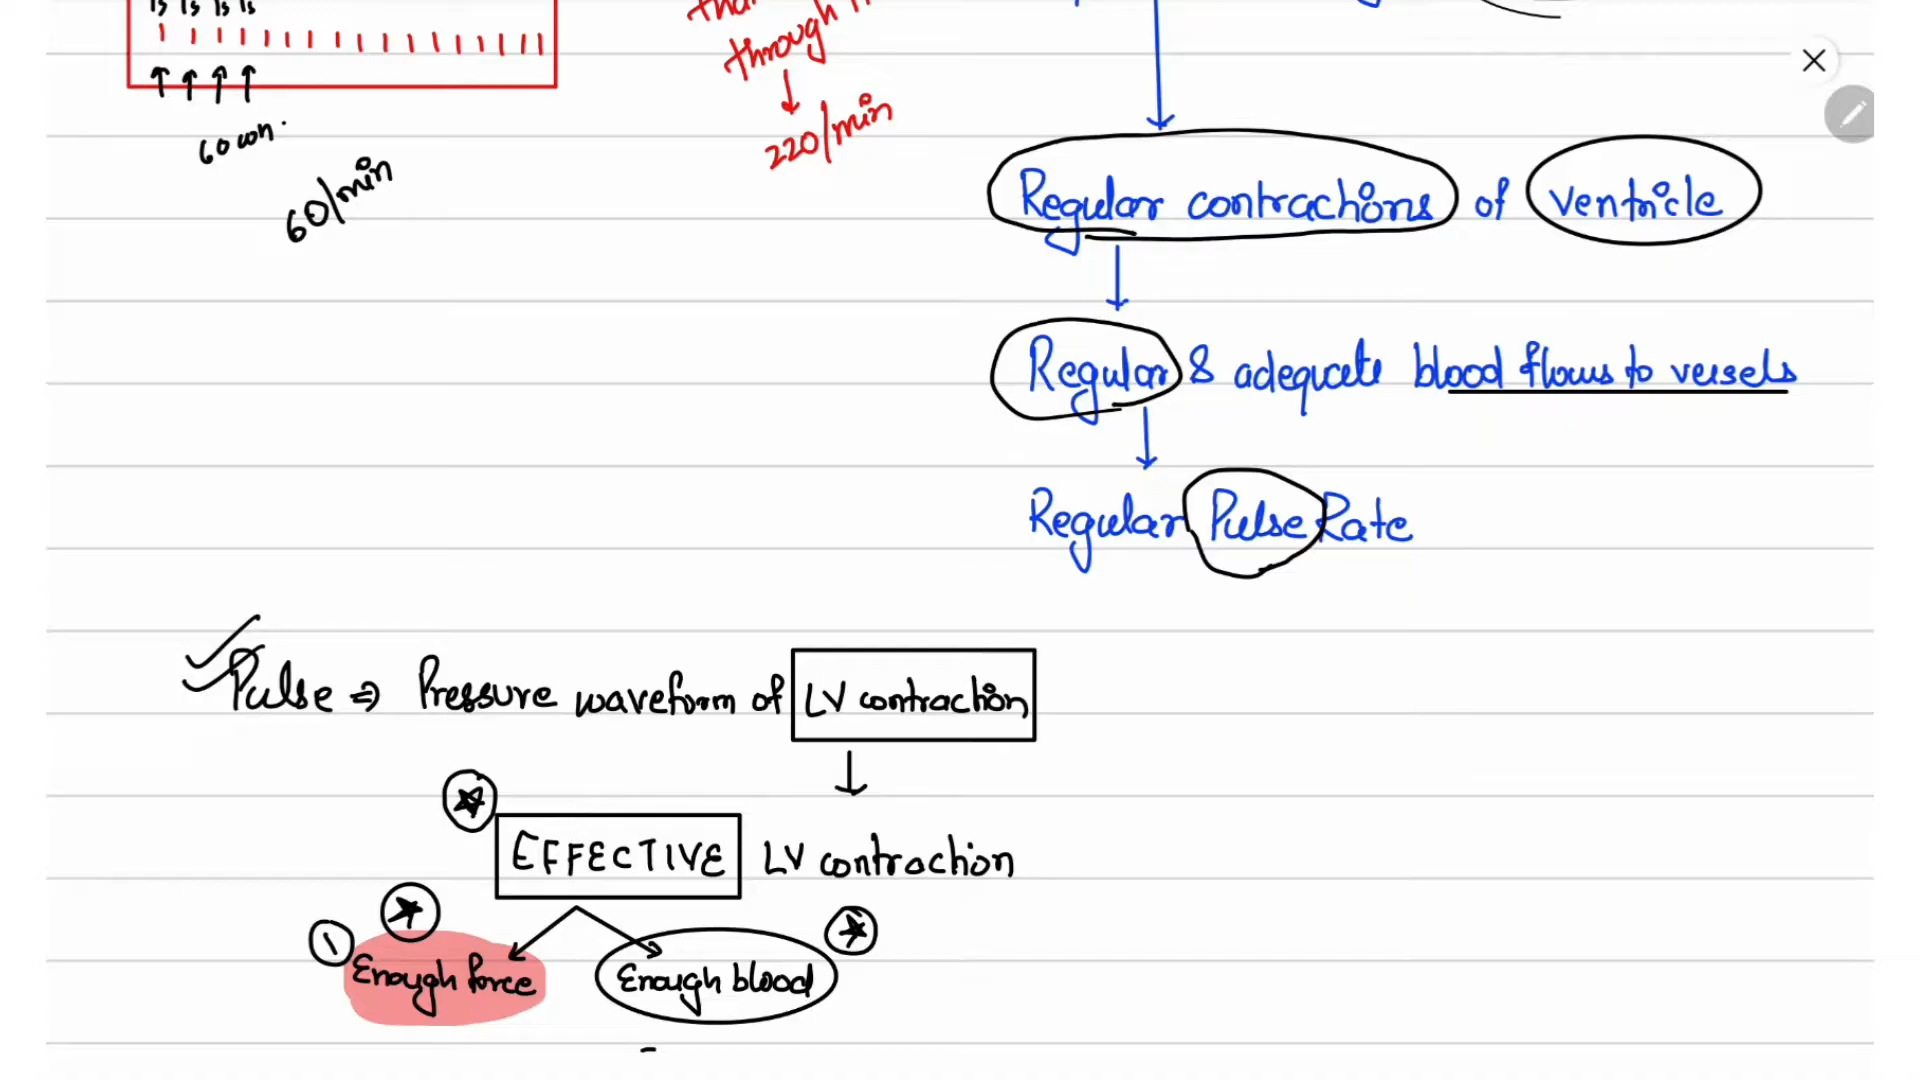 1s 1s 1s 1s
60 con.
60/min
through
220/min
Regular contractions of ventricle
Regular & adequate blood flows to vessels
Regular Pulse Rate
Pulse ⇒ Pressure waveform of LV contraction
EFFECTIVE LV contraction
1 Enough force Enough blood